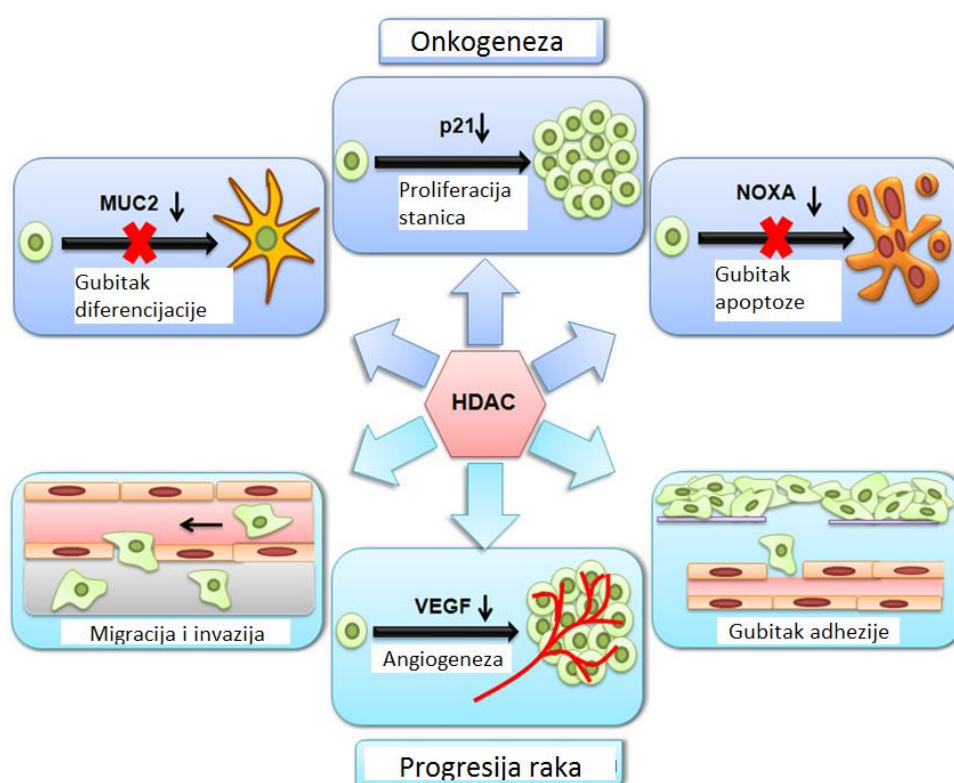 Onkogeneza
p21
Proliferacija
stanica
MUC2
Gubitak
diferencijacije
NOXA
Gubitak
apoptoze
HDAC
Migracija i invazija
VEGF
Angiogeneza
Gubitak adhezije
Progresija raka